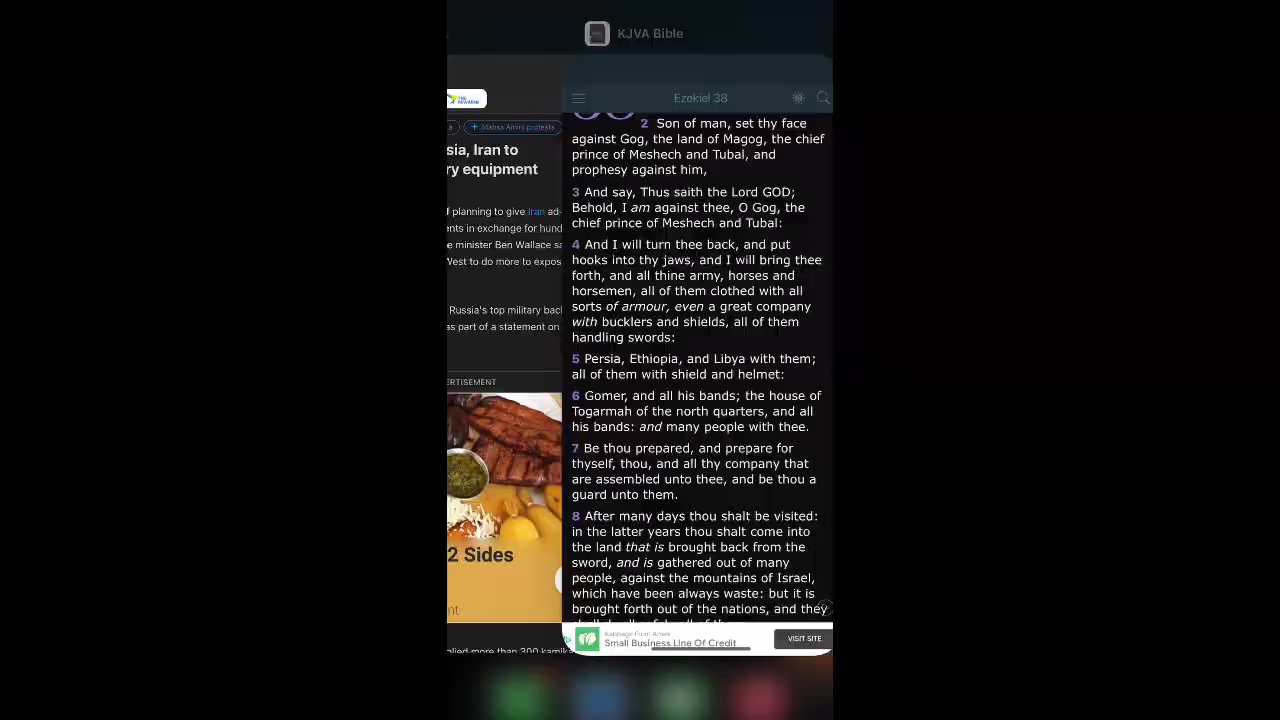 KJVA Bible
Ezekiel 38
THE NEW ARAB
Mahsa Amini protests
sia, Iran to
ry equipment
f planning to give Iran ad-
nts in exchange for hund
e minister Ben Wallace sa
West to do more to expos
Russia's top military bac
as part of a statement on
ERTISEMENT
2 Sides
nt
plied more than 300 kamika
2 Son of man, set thy face
against Gog, the land of Magog, the chief
prince of Meshech and Tubal, and
prophesy against him,
3 And say, Thus saith the Lord GOD;
Behold, I am against thee, O Gog, the
chief prince of Meshech and Tubal:
4 And I will turn thee back, and put
hooks into thy jaws, and I will bring thee
forth, and all thine army, horses and
horsemen, all of them clothed with all
sorts of armour, even a great company
with bucklers and shields, all of them
handling swords:
5 Persia, Ethiopia, and Libya with them;
all of them with shield and helmet:
6 Gomer, and all his bands; the house of
Togarmah of the north quarters, and all
his bands: and many people with thee.
7 Be thou prepared, and prepare for
thyself, thou, and all thy company that
are assembled unto thee, and be thou a
guard unto them.
8 After many days thou shalt be visited:
in the latter years thou shalt come into
the land that is brought back from the
sword, and is gathered out of many
people, against the mountains of Israel,
which have been always waste: but it is
brought forth out of the nations, and they
Kabbage From Amex
Small Business Line Of Credit
VISIT SITE